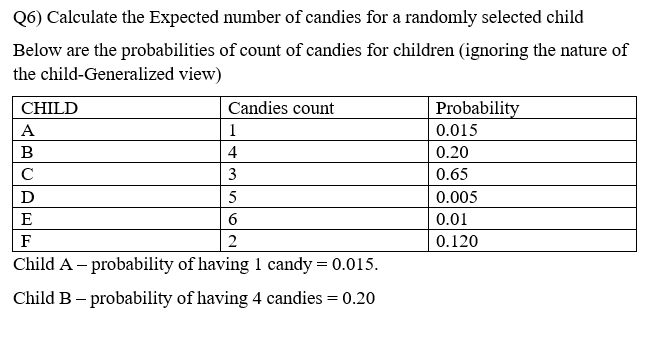 Q6) Calculate the Expected number of candies for a randomly selected child
Below are the probabilities of count of candies for children (ignoring the nature of
the child-Generalized view)
CHILD Candies count Probability
A 1 0.015
B 4 0.20
C 3 0.65
D 5 0.005
E 6 0.01
F 2 0.120
Child A – probability of having 1 candy = 0.015.
Child B – probability of having 4 candies = 0.20